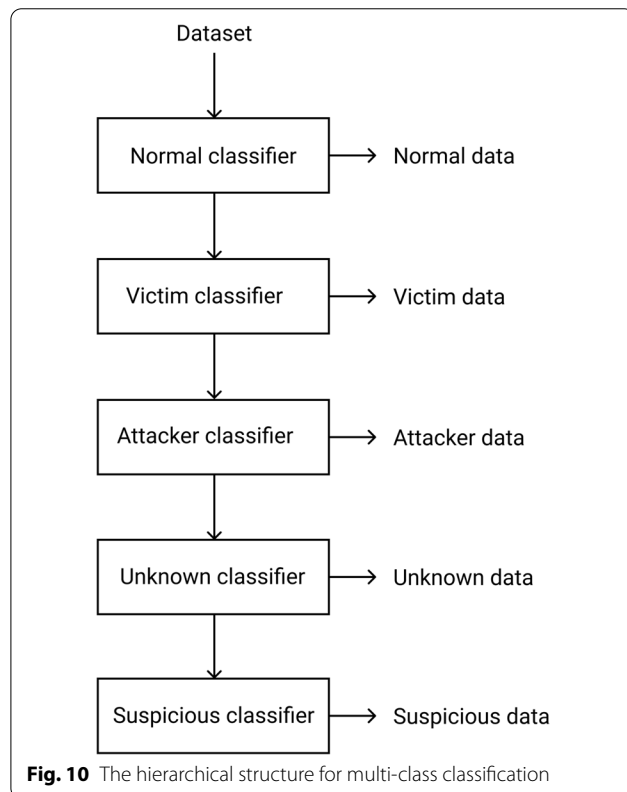 Dataset
Normal classifier
Normal data
Victim classifier
Victim data
Attacker classifier
Attacker data
Unknown classifier
Unknown data
Suspicious classifier
Suspicious data
Fig. 10 The hierarchical structure for multi-class classification